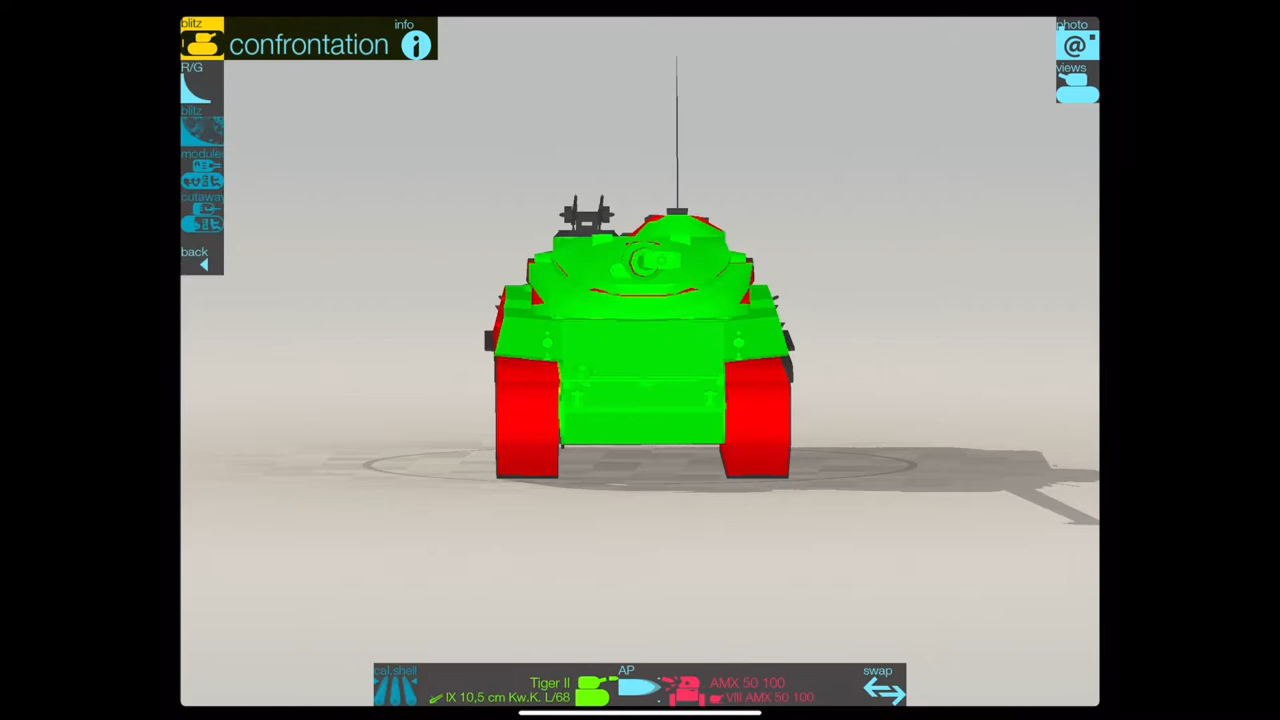 blitz
confrontation
info
photo
@
R/G
views
blitz
modules
cutaway
back
cal.shell
Tiger II
AP
AMX 50 100
swap
IX 10,5 cm Kw.K. L/68
VIII AMX 50 100